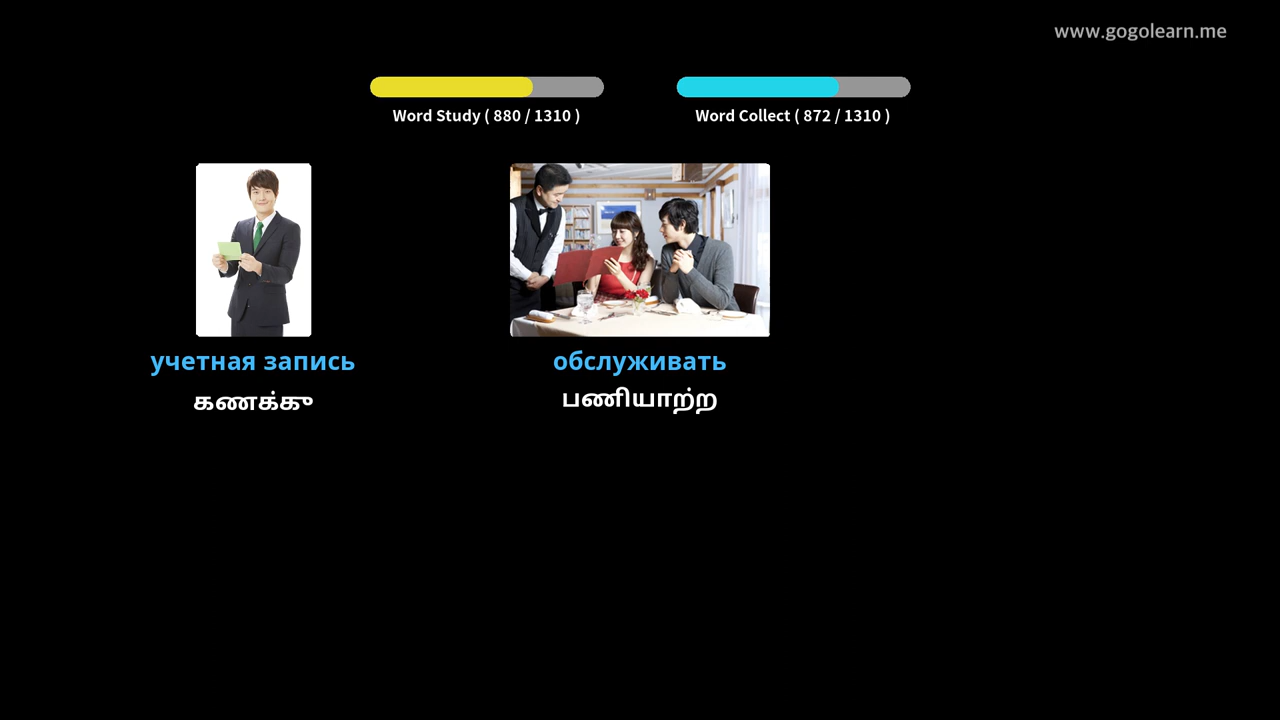 www.gogolearn.me
Word Study ( 880 / 1310 )
Word Collect ( 872 / 1310 )
учетная запись
கணக்கு
обслуживать
பணியாற்ற